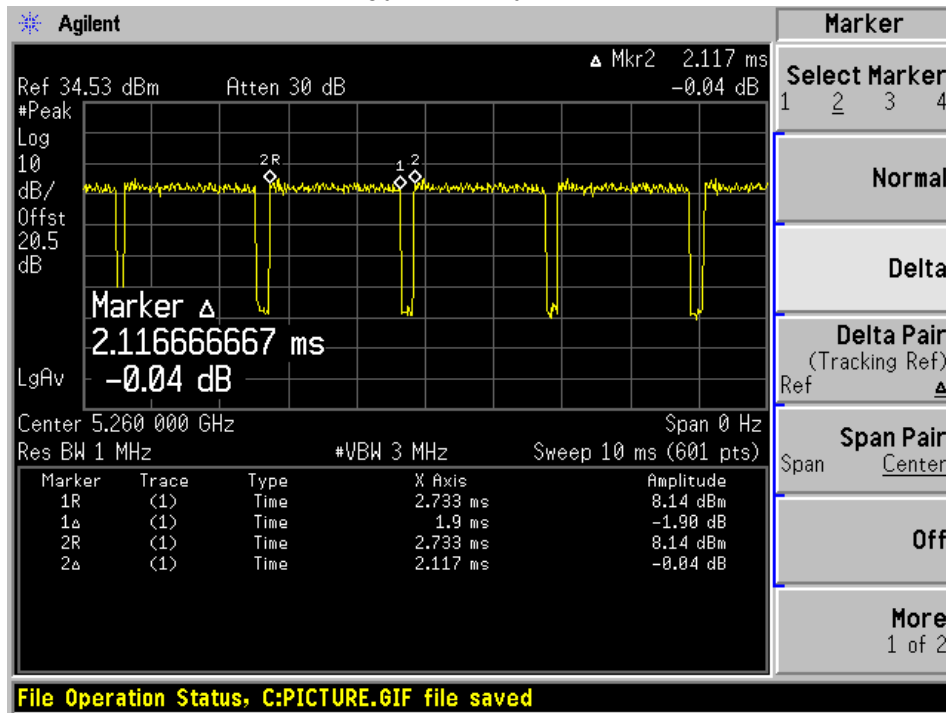 Agilent
Marker
▵ Mkr2 2.117 ms
Ref 34.53 dBm Atten 30 dB -0.04 dB
#Peak
Log
10
dB/
Offst
20.5
dB
2R
1
2
Marker ▵
2.116666667 ms
-0.04 dB
LgAv
Center 5.260 000 GHz Span 0 Hz
Res BW 1 MHz #VBW 3 MHz Sweep 10 ms (601 pts)
Marker Trace Type X Axis Amplitude
1R (1) Time 2.733 ms 8.14 dBm
1▵ (1) Time 1.9 ms -1.90 dB
2R (1) Time 2.733 ms 8.14 dBm
2▵ (1) Time 2.117 ms -0.04 dB
Select Marker
1 2 3 4
Normal
Delta
Delta Pair
(Tracking Ref)
Ref ▵
Span Pair
Span Center
Off
More
1 of 2
File Operation Status, C:PICTURE.GIF file saved